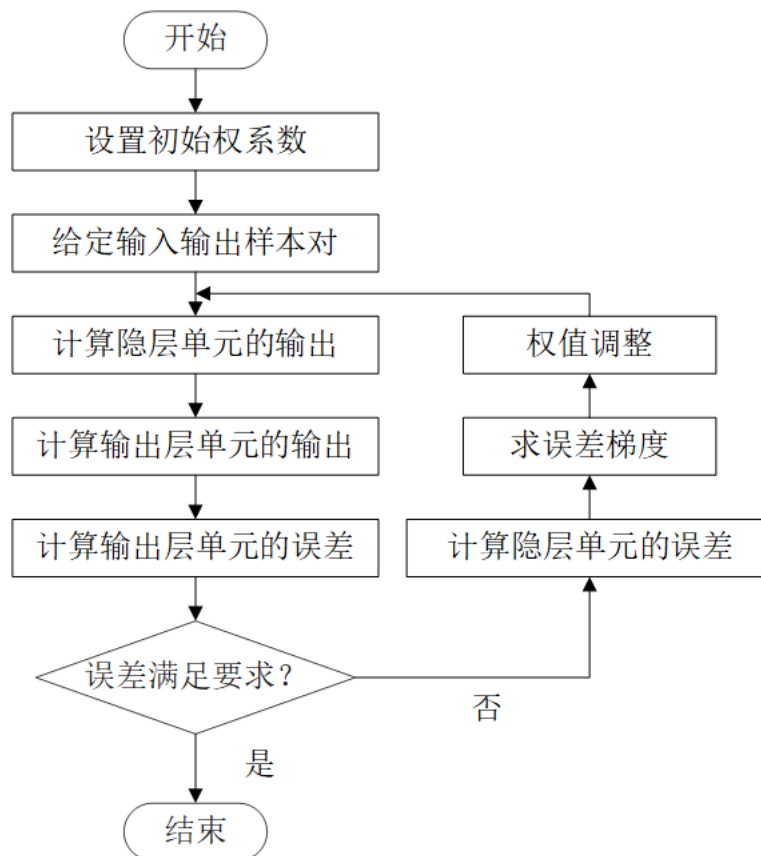 开始
设置初始权系数
给定输入输出样本对
计算隐层单元的输出
权值调整
计算输出层单元的输出
求误差梯度
计算输出层单元的误差
计算隐层单元的误差
误差满足要求？
否
是
结束